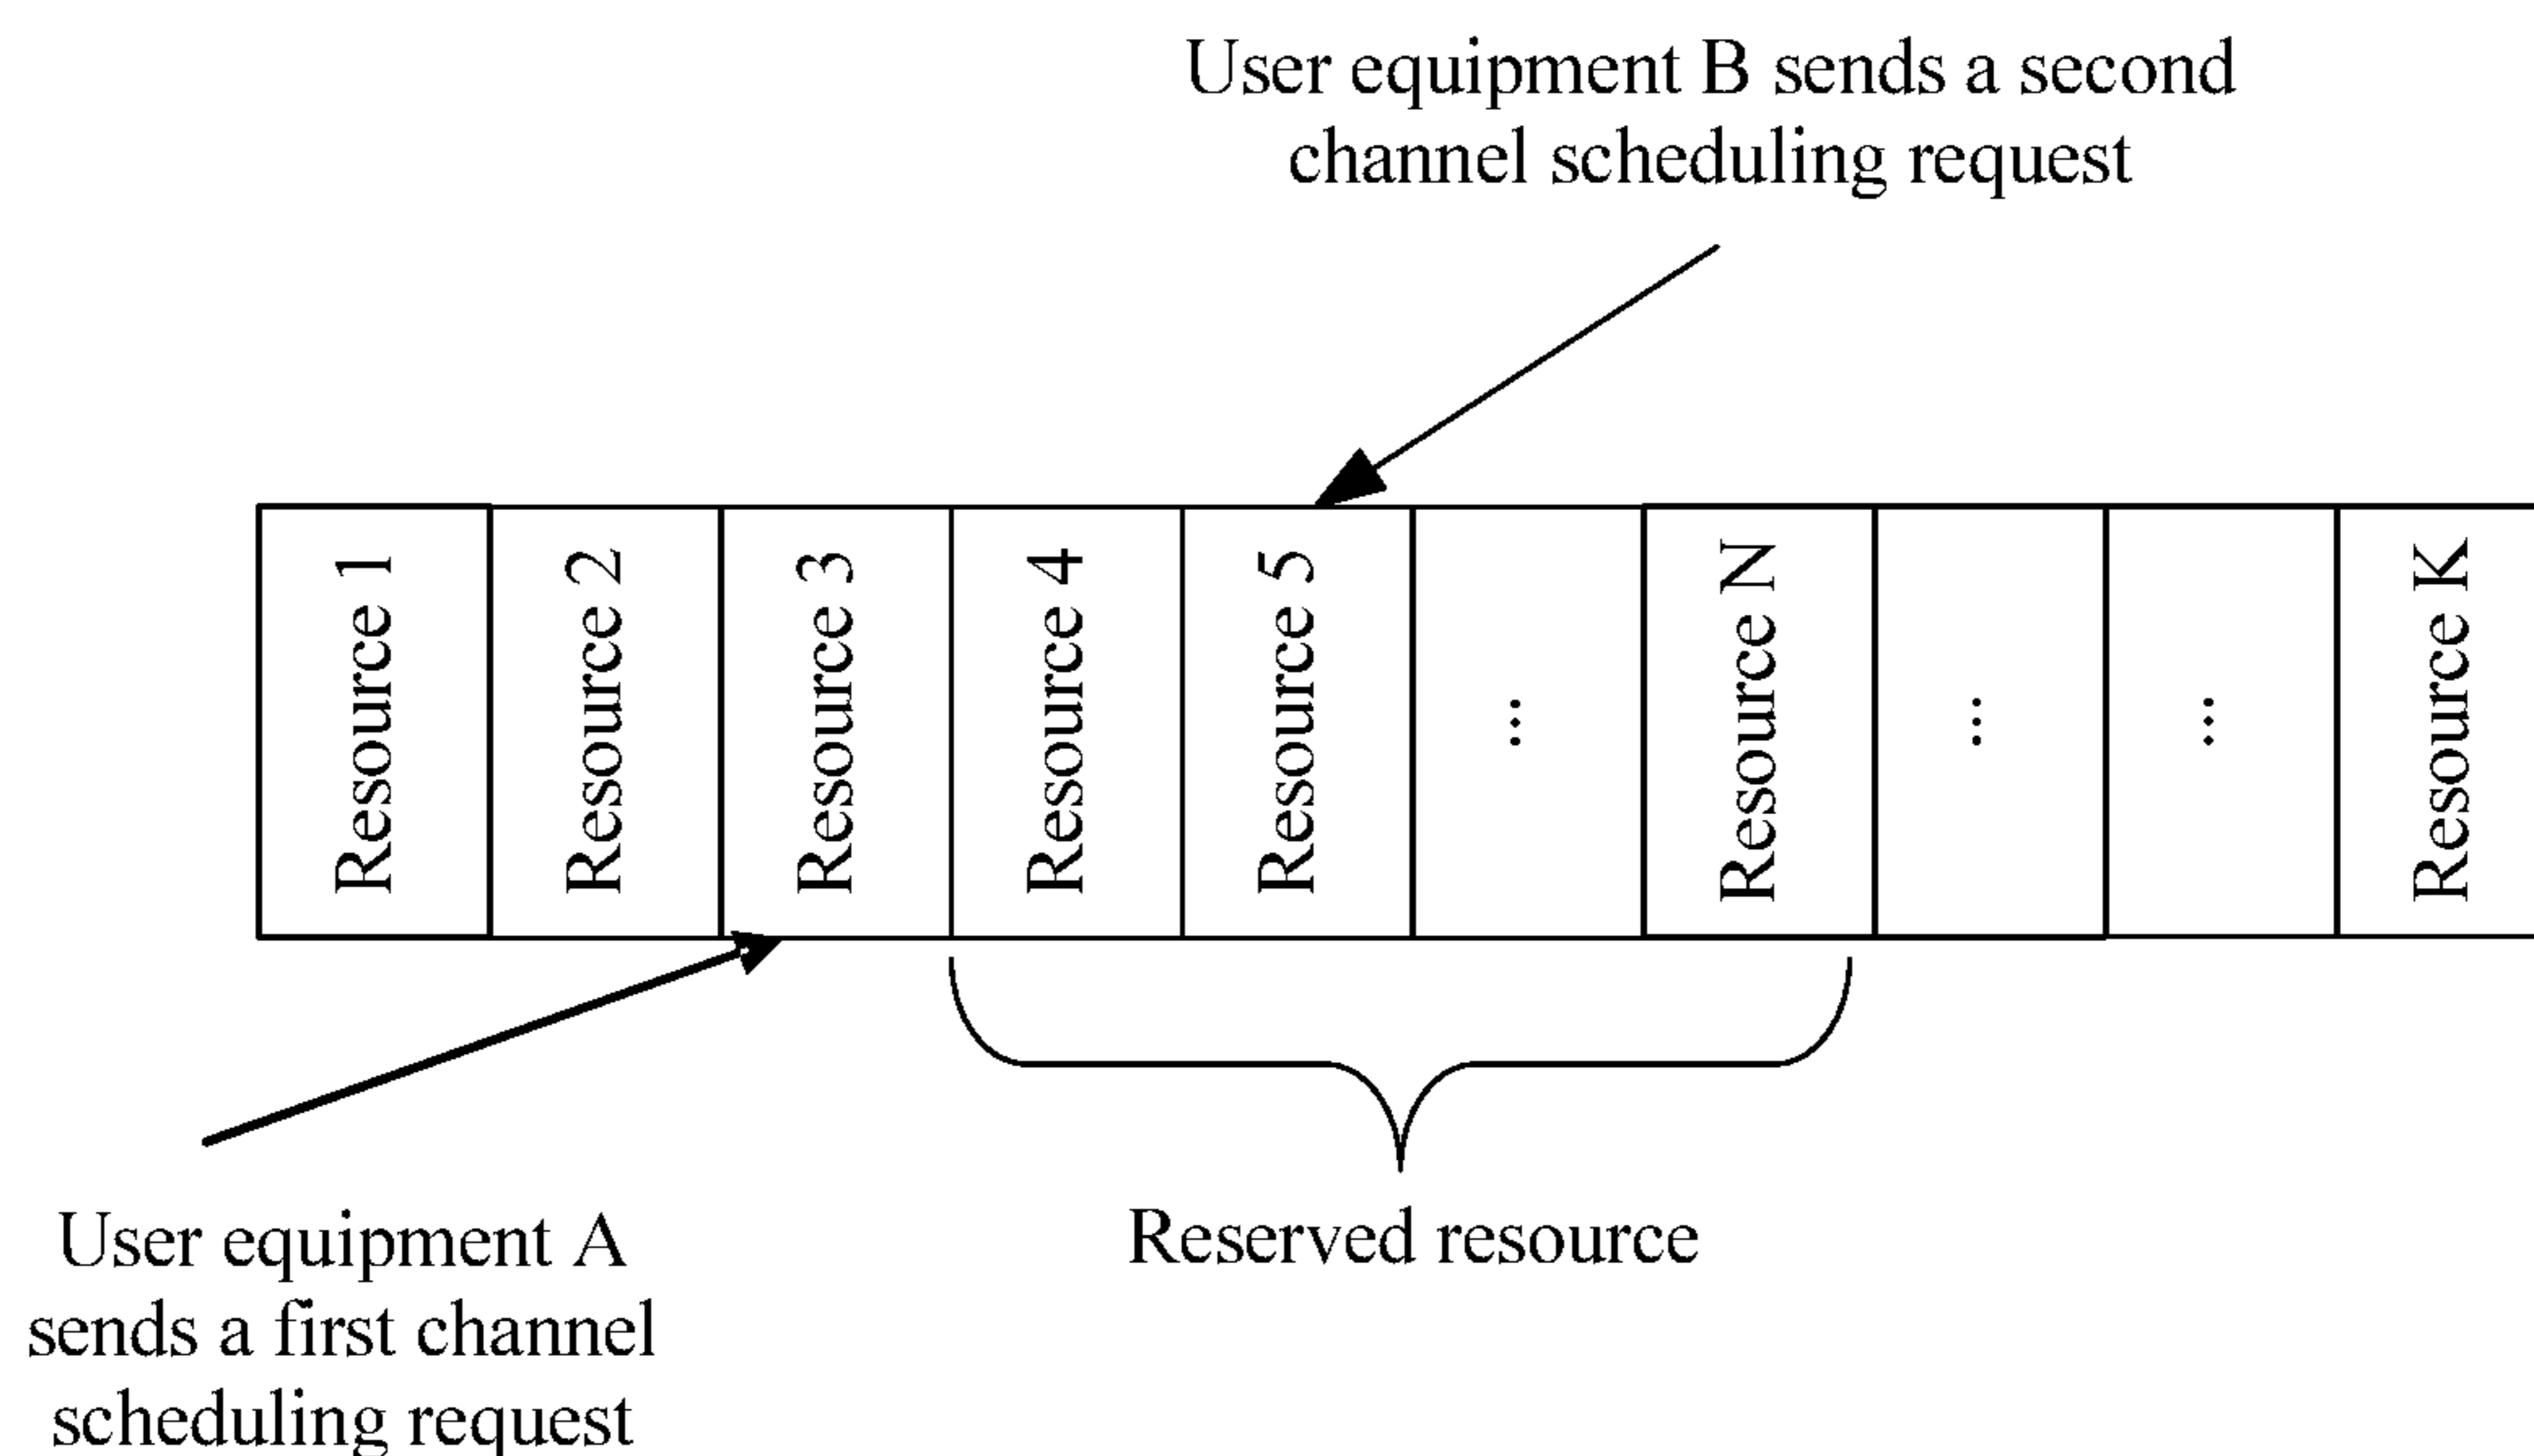 User equipment B sends a second
channel scheduling request
Resource 1
Resource 2
Resource 3
Resource 4
Resource 5
...
Resource N
...
...
Resource K
Reserved resource
User equipment A
sends a first channel
scheduling request